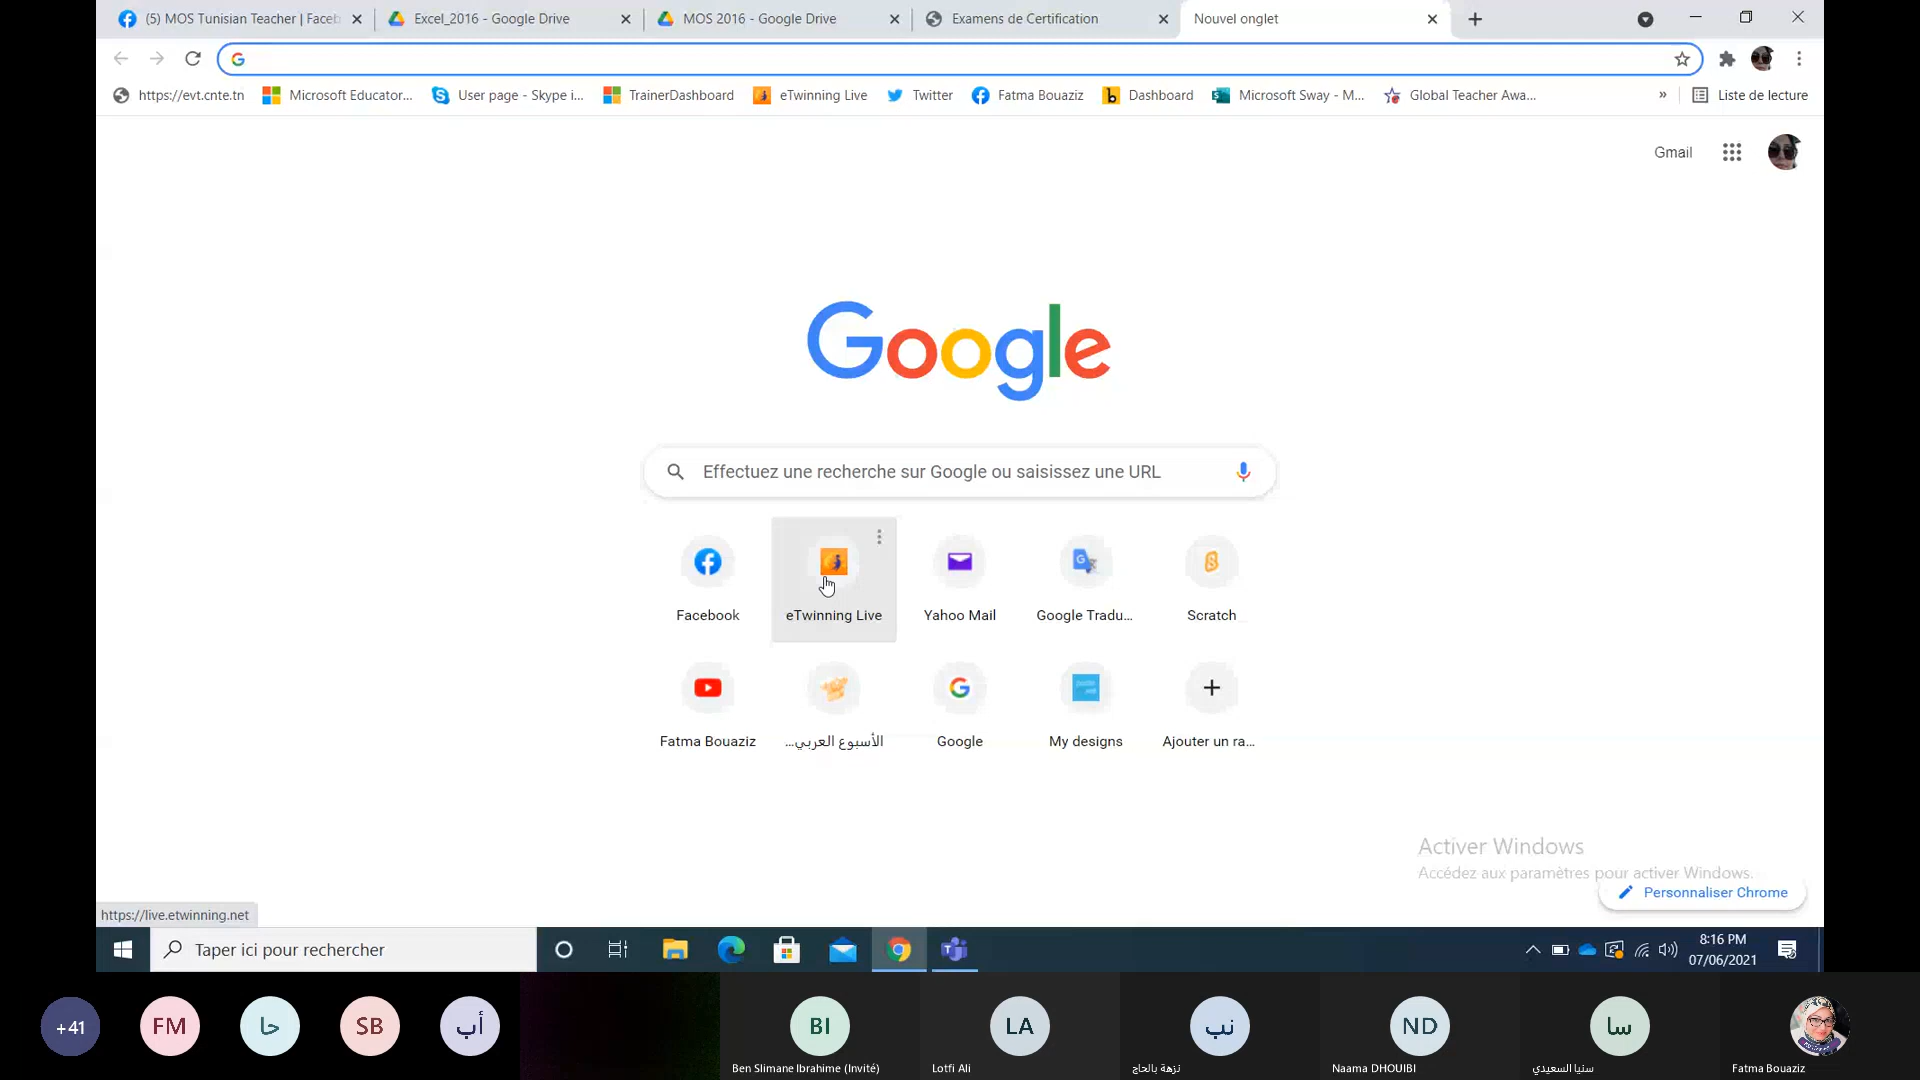 (5) MOS Tunisian Teacher | Faceb
Excel_2016 - Google Drive
MOS 2016 - Google Drive
Examens de Certification
Nouvel onglet
https://evt.cnte.tn
Microsoft Educator...
User page - Skype i...
TrainerDashboard
eTwinning Live
Twitter
Fatma Bouaziz
Dashboard
Microsoft Sway - M...
Global Teacher Awa...
»
Liste de lecture
Gmail
Google
Effectuez une recherche sur Google ou saisissez une URL
Facebook
eTwinning Live
Yahoo Mail
Google Tradu...
Scratch
Fatma Bouaziz
الأسبوع العربي...
Google
My designs
Ajouter un ra...
Activer Windows
Accédez aux paramètres pour activer Windows.
Personnaliser Chrome
https://live.etwinning.net
Taper ici pour rechercher
8:16 PM
07/06/2021
+41
FM
حا
SB
أب
BI
LA
نب
ND
سا
Ben Slimane Ibrahime (Invité)
Lotfi Ali
نزهة بالحاج
Naama DHOUIBI
سنيا السعيدي
Fatma Bouaziz